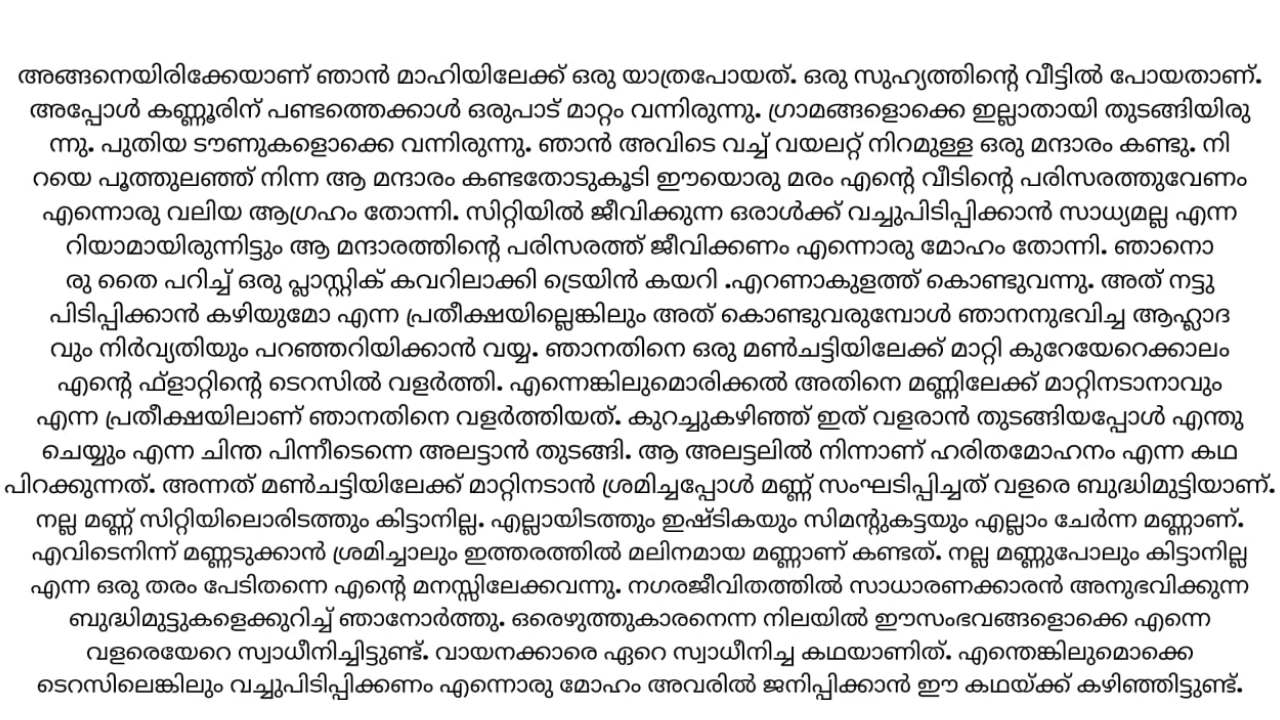 അങ്ങനെയിരിക്കേയാണ് ഞാൻ മാഹിയിലേക്ക് ഒരു യാത്രപോയത്. ഒരു സുഹ്യത്തിന്റെ വീട്ടിൽ പോയതാണ്.
അപ്പോൾ കണ്ണൂരിന് പണ്ടത്തെക്കാൾ ഒരുപാട് മാറ്റം വന്നിരുന്നു. ഗ്രാമങ്ങളൊക്കെ ഇല്ലാതായി തുടങ്ങിയിരു
ന്നു. പുതിയ ടൗണുകളൊക്കെ വന്നിരുന്നു. ഞാൻ അവിടെ വച്ച് വയലറ്റ് നിറമുള്ള ഒരു മന്ദാരം കണ്ടു. നി
റയെ പൂത്തുലഞ്ഞ് നിന്ന ആ മന്ദാരം കണ്ടതോടുകൂടി ഈയൊരു മരം എന്റെ വീടിന്റെ പരിസരത്തുവേണം
എന്നൊരു വലിയ ആഗ്രഹം തോന്നി. സിറ്റിയിൽ ജീവിക്കുന്ന ഒരാൾക്ക് വച്ചുപിടിപ്പിക്കാൻ സാധ്യമല്ല എന്ന
റിയാമായിരുന്നിട്ടും ആ മന്ദാരത്തിന്റെ പരിസരത്ത് ജീവിക്കണം എന്നൊരു മോഹം തോന്നി. ഞാനൊ
രു തൈ പറിച്ച് ഒരു പ്ലാസ്റ്റിക് കവറിലാക്കി ട്രെയിൻ കയറി .എറണാകുളത്ത് കൊണ്ടുവന്നു. അത് നട്ടു
പിടിപ്പിക്കാൻ കഴിയുമോ എന്ന പ്രതീക്ഷയില്ലെങ്കിലും അത് കൊണ്ടുവരുമ്പോൾ ഞാനനുഭവിച്ച ആഹ്ലാദ
വും നിർവ്യതിയും പറഞ്ഞറിയിക്കാൻ വയ്യ. ഞാനതിനെ ഒരു മൺചട്ടിയിലേക്ക് മാറ്റി കുറേയേറെക്കാലം
എന്റെ ഫ്ളാറ്റിന്റെ ടെറസിൽ വളർത്തി. എന്നെങ്കിലുമൊരിക്കൽ അതിനെ മണ്ണിലേക്ക് മാറ്റിനടാനാവും
എന്ന പ്രതീക്ഷയിലാണ് ഞാനതിനെ വളർത്തിയത്. കുറച്ചുകഴിഞ്ഞ് ഇത് വളരാൻ തുടങ്ങിയപ്പോൾ എന്തു
ചെയ്യും എന്ന ചിന്ത പിന്നീടെന്നെ അലട്ടാൻ തുടങ്ങി. ആ അലട്ടലിൽ നിന്നാണ് ഹരിതമോഹനം എന്ന കഥ
പിറക്കുന്നത്. അന്നത് മൺചട്ടിയിലേക്ക് മാറ്റിനടാൻ ശ്രമിച്ചപ്പോൾ മണ്ണ് സംഘടിപ്പിച്ചത് വളരെ ബുദ്ധിമുട്ടിയാണ്.
നല്ല മണ്ണ് സിറ്റിയിലൊരിടത്തും കിട്ടാനില്ല. എല്ലായിടത്തും ഇഷ്ടികയും സിമന്റുകട്ടയും എല്ലാം ചേർന്ന മണ്ണാണ്.
എവിടെനിന്ന് മണ്ണടുക്കാൻ ശ്രമിച്ചാലും ഇത്തരത്തിൽ മലിനമായ മണ്ണാണ് കണ്ടത്. നല്ല മണ്ണുപോലും കിട്ടാനില്ല
എന്ന ഒരു തരം പേടിതന്നെ എന്റെ മനസ്സിലേക്കവന്നു. നഗരജീവിതത്തിൽ സാധാരണക്കാരൻ അനുഭവിക്കുന്ന
ബുദ്ധിമുട്ടുകളെക്കുറിച്ച് ഞാനോർത്തു. ഒരെഴുത്തുകാരനെന്ന നിലയിൽ ഈസംഭവങ്ങളൊക്കെ എന്നെ
വളരെയേറെ സ്വാധീനിച്ചിട്ടുണ്ട്. വായനക്കാരെ ഏറെ സ്വാധീനിച്ച കഥയാണിത്. എന്തെങ്കിലുമൊക്കെ
ടെറസിലെങ്കിലും വച്ചുപിടിപ്പിക്കണം എന്നൊരു മോഹം അവരിൽ ജനിപ്പിക്കാൻ ഈ കഥയ്ക്ക് കഴിഞ്ഞിട്ടുണ്ട്.